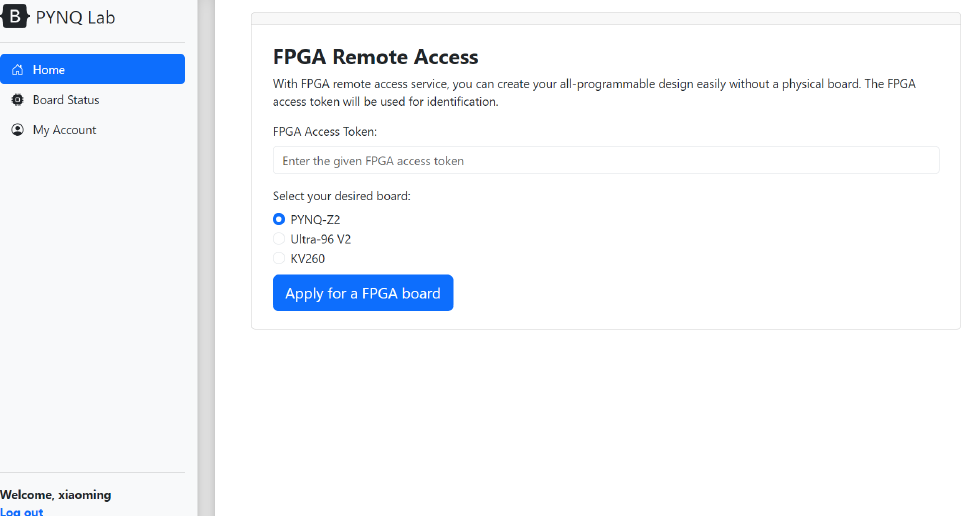 B PYNQ Lab
Home
Board Status
My Account
Welcome, xiaoming
Log out
FPGA Remote Access
With FPGA remote access service, you can create your all-programmable design easily without a physical board. The FPGA
access token will be used for identification.
FPGA Access Token:
Enter the given FPGA access token
Select your desired board:
PYNQ-Z2
Ultra-96 V2
KV260
Apply for a FPGA board